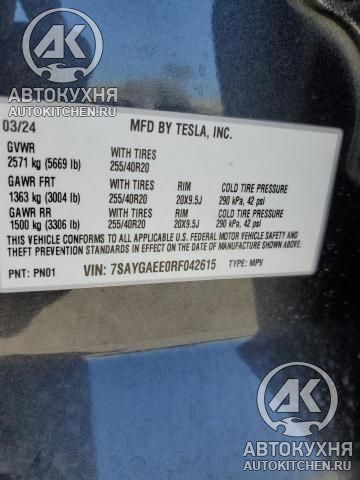 АВТОКУХНЯ
AUTOKITCHEN.RU
03/24
MFD BY TESLA, INC.
GVWR
2571 kg (5669 lb)
WITH TIRES
255/40R20
GAWR FRT
1363 kg (3004 lb)
WITH TIRES
255/40R20
RIM
20X9.5J
COLD TIRE PRESSURE
290 kPa, 42 psi
GAWR RR
1500 kg (3306 lb)
WITH TIRES
255/40R20
RIM
20X9.5J
COLD TIRE PRESSURE
290 kPa, 42 psi
THIS VEHICLE CONFORMS TO ALL APPLICABLE U.S. FEDERAL MOTOR VEHICLE SAFETY AND
THEFT PREVENTION STANDARDS IN EFFECT ON THE DATE OF MANUFACTURE SHOWN ABOVE.
PNT: PN01
VIN: 7SAYGAEE0RF042615
TYPE: MPV
АК
АВТОКУХНЯ
AUTOKITCHEN.RU